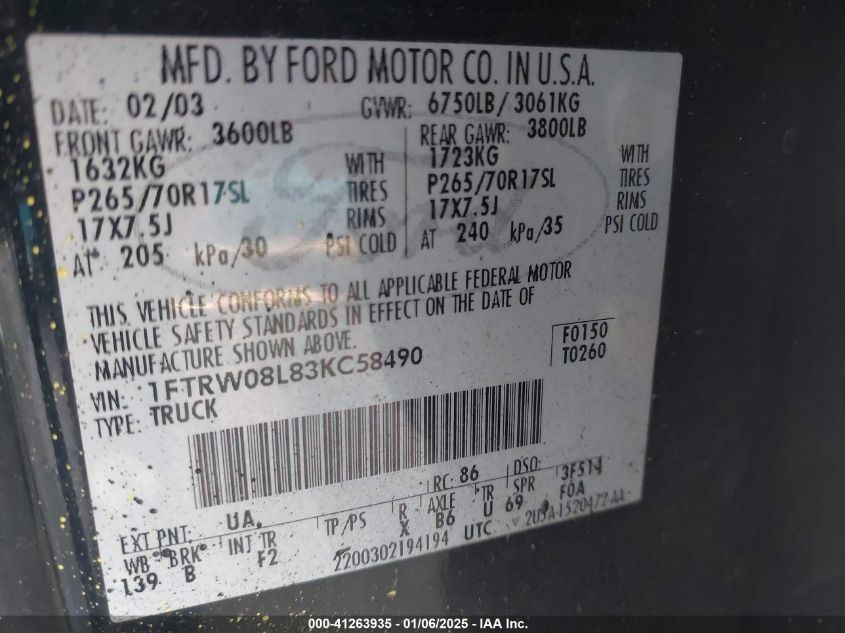 MFD. BY FORD MOTOR CO. IN U.S.A.
DATE: 02/03 GVWR: 6750LB/ 3061KG
FRONT GAWR: 3600LB REAR GAWR: 3800LB
1632KG WITH 1723KG WITH
P265/70R17SL TIRES P265/70R17SL TIRES
17X7.5J RIMS 17X7.5J RIMS
AT 205 kPa/30 PSI COLD AT 240 kPa/35 PSI COLD
Ford
THIS VEHICLE CONFORMS TO ALL APPLICABLE FEDERAL MOTOR
VEHICLE SAFETY STANDARDS IN EFFECT ON THE DATE OF
MANUFACTURE SHOWN ABOVE.
VIN: 1FTRW08L83KC58490 F0150
TYPE: TRUCK T0260
RC: 86 DSO: 3F514
EXT PNT: UA
WB BRK INT TR TP/PS R AXLE TR SPR F0A
139 B F2 X B6 U 69
2200302194194 UTC
000-41263935 - 01/06/2025 - IAA Inc.